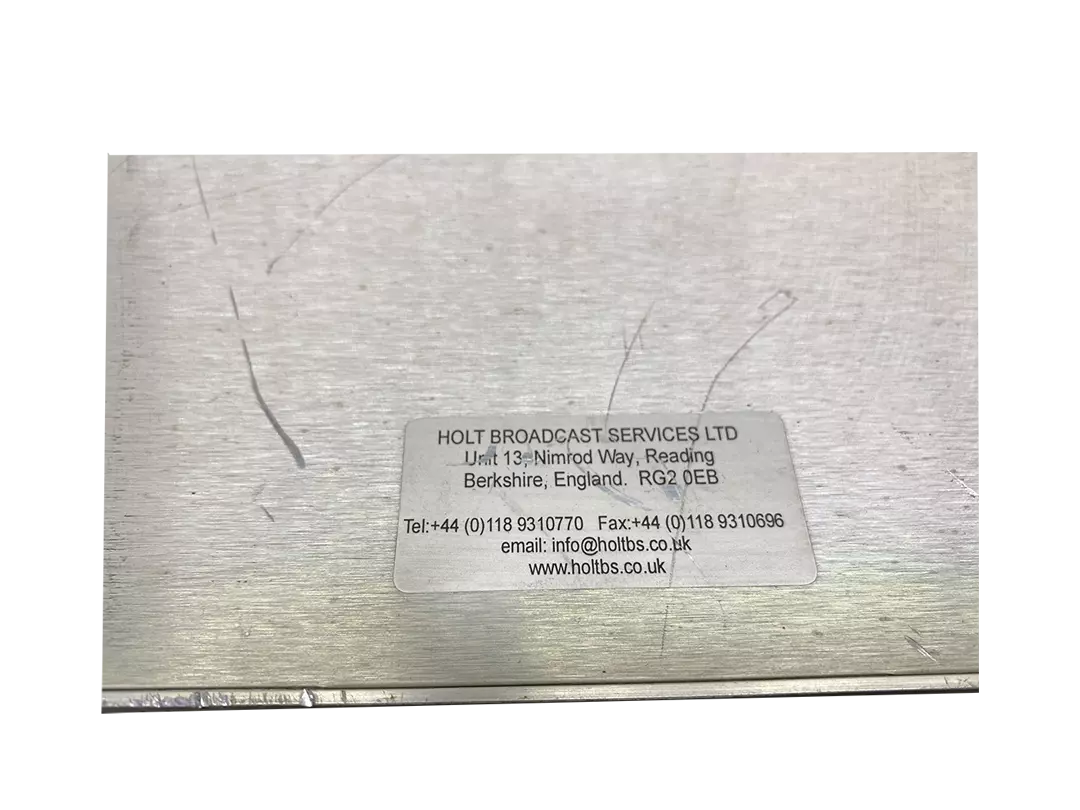 HOLT BROADCAST SERVICES LTD
Unit 13, Nimrod Way, Reading
Berkshire, England. RG2 0EB
Tel:+44 (0)118 9310770 Fax:+44 (0)118 9310696
email: info@holtbs.co.uk
www.holtbs.co.uk